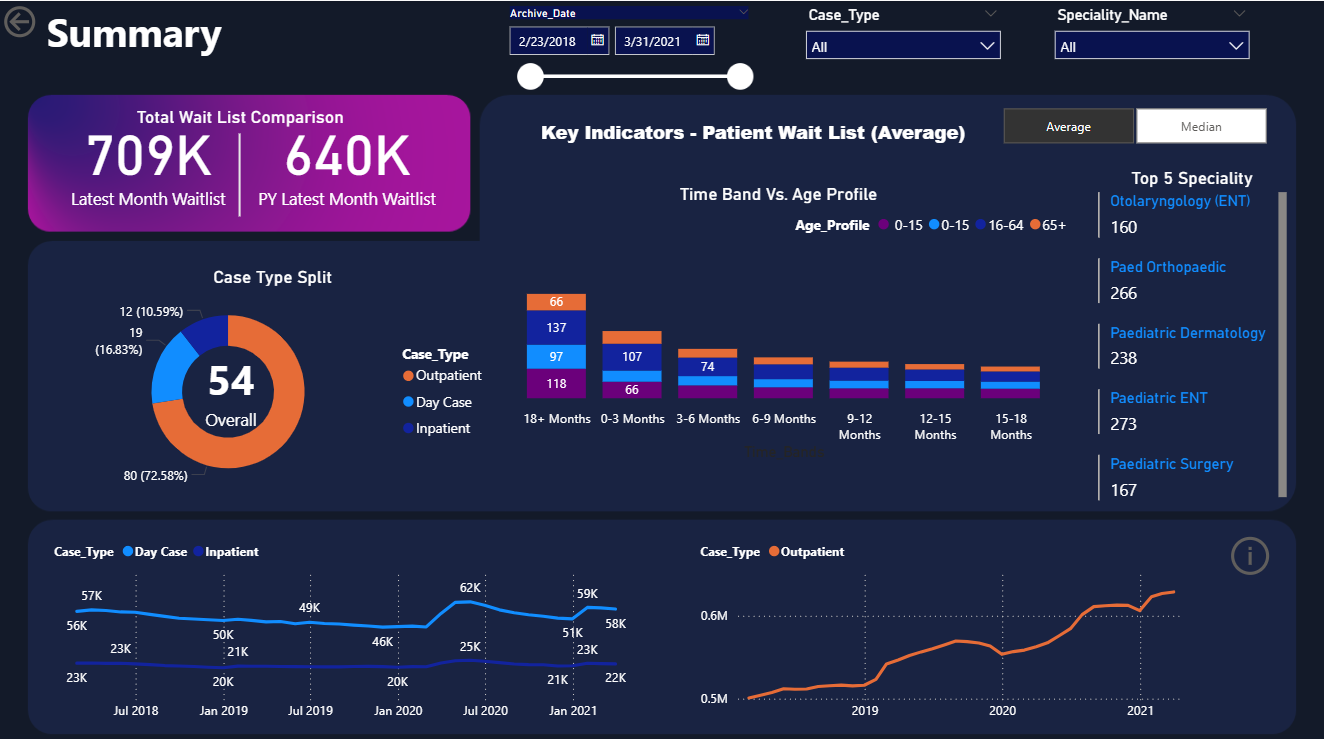 Summary
Archive_Date
2/23/2018
3/31/2021
Case_Type
All
Speciality_Name
All
Total Wait List Comparison
709K
Latest Month Waitlist
640K
PY Latest Month Waitlist
Key Indicators - Patient Wait List (Average)
Average
Median
Case Type Split
12 (10.59%)
19
(16.83%)
54
Overall
80 (72.58%)
Case_Type
Outpatient
Day Case
Inpatient
Time Band Vs. Age Profile
Age_Profile 0-15 0-15 16-64 65+
66
137
97
118
107
66
74
18+ Months
0-3 Months
3-6 Months
6-9 Months
9-12
Months
12-15
Months
15-18
Months
Top 5 Speciality
Otolaryngology (ENT)
160
Paed Orthopaedic
266
Paediatric Dermatology
238
Paediatric ENT
273
Paediatric Surgery
167
Case_Type Day Case Inpatient
57K
56K
50K
49K
46K
62K
51K
59K
58K
23K
23K
20K
21K
20K
25K
21K
23K
22K
Jul 2018
Jan 2019
Jul 2019
Jan 2020
Jul 2020
Jan 2021
Case_Type Outpatient
0.6M
0.5M
2019
2020
2021
i